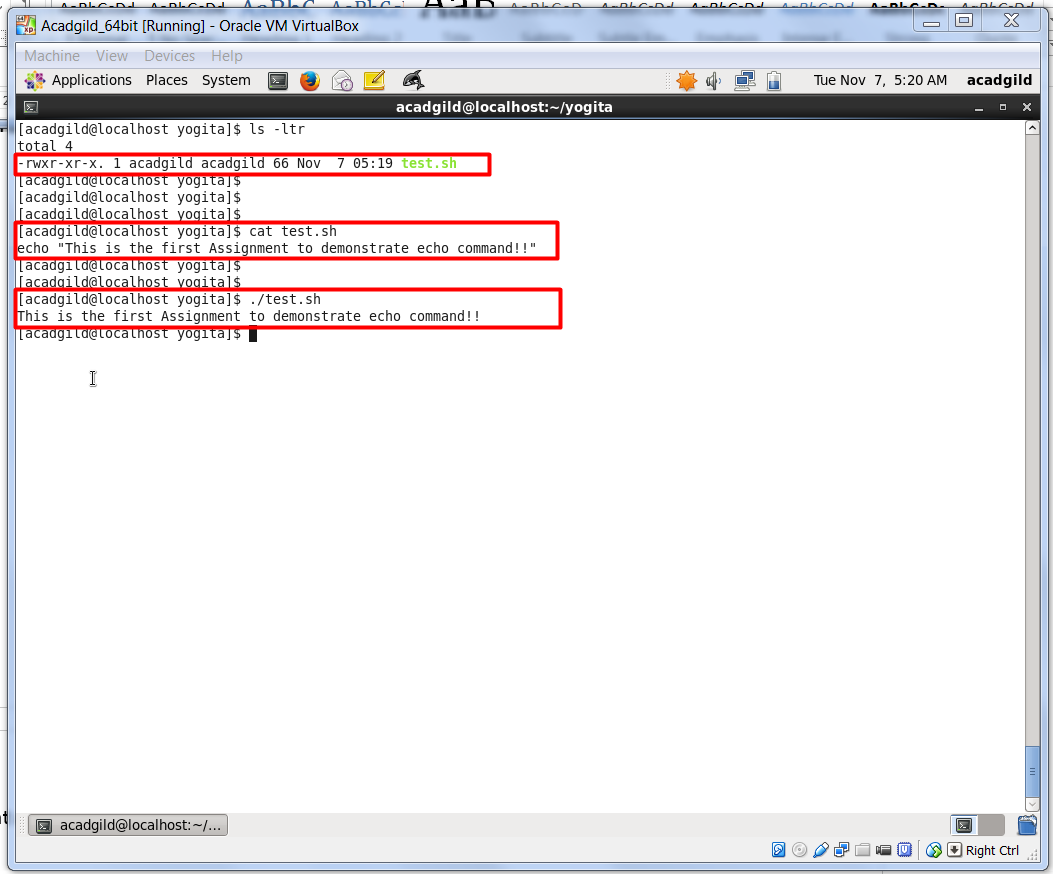 AaBbCcDd AaBbCcDd
Acadgild_64bit [Running] - Oracle VM VirtualBox
Machine View Devices Help
Applications Places System Tue Nov 7, 5:20 AM acadgild
acadgild@localhost:~/yogita
[acadgild@localhost yogita]$ ls -ltr
total 4
-rwxr-xr-x. 1 acadgild acadgild 66 Nov  7 05:19 test.sh
[acadgild@localhost yogita]$
[acadgild@localhost yogita]$
[acadgild@localhost yogita]$
[acadgild@localhost yogita]$ cat test.sh
echo "This is the first Assignment to demonstrate echo command!!"
[acadgild@localhost yogita]$
[acadgild@localhost yogita]$
[acadgild@localhost yogita]$ ./test.sh
This is the first Assignment to demonstrate echo command!!
[acadgild@localhost yogita]$
acadgild@localhost:~/...
Right Ctrl